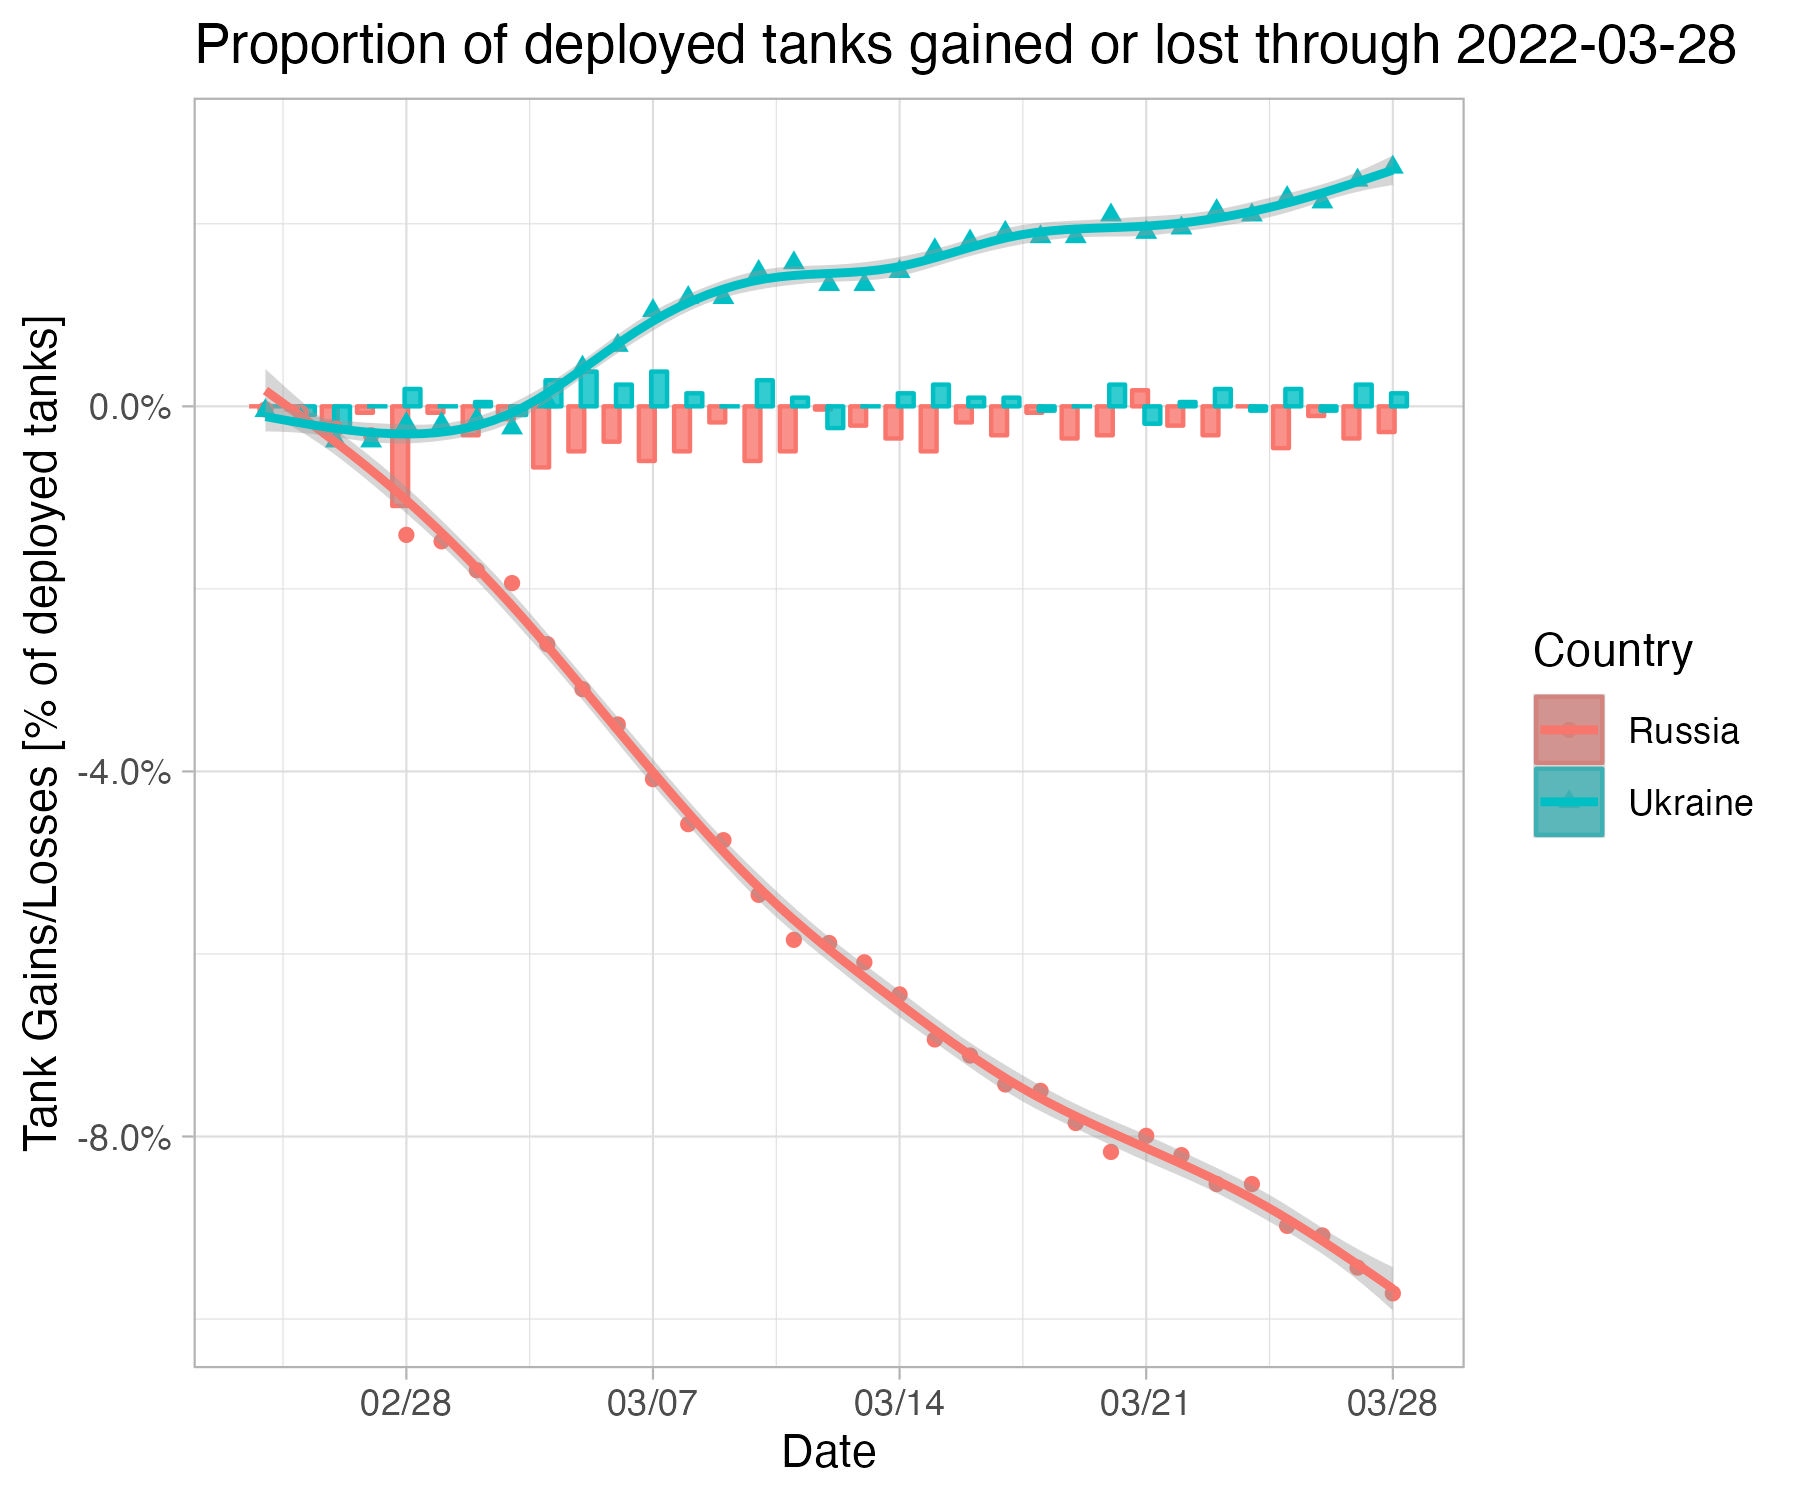 Proportion of deployed tanks gained or lost through 2022-03-28
Tank Gains/Losses [% of deployed tanks]
0.0%
-4.0%
-8.0%
02/28
03/07
03/14
03/21
03/28
Date
Country
Russia
Ukraine